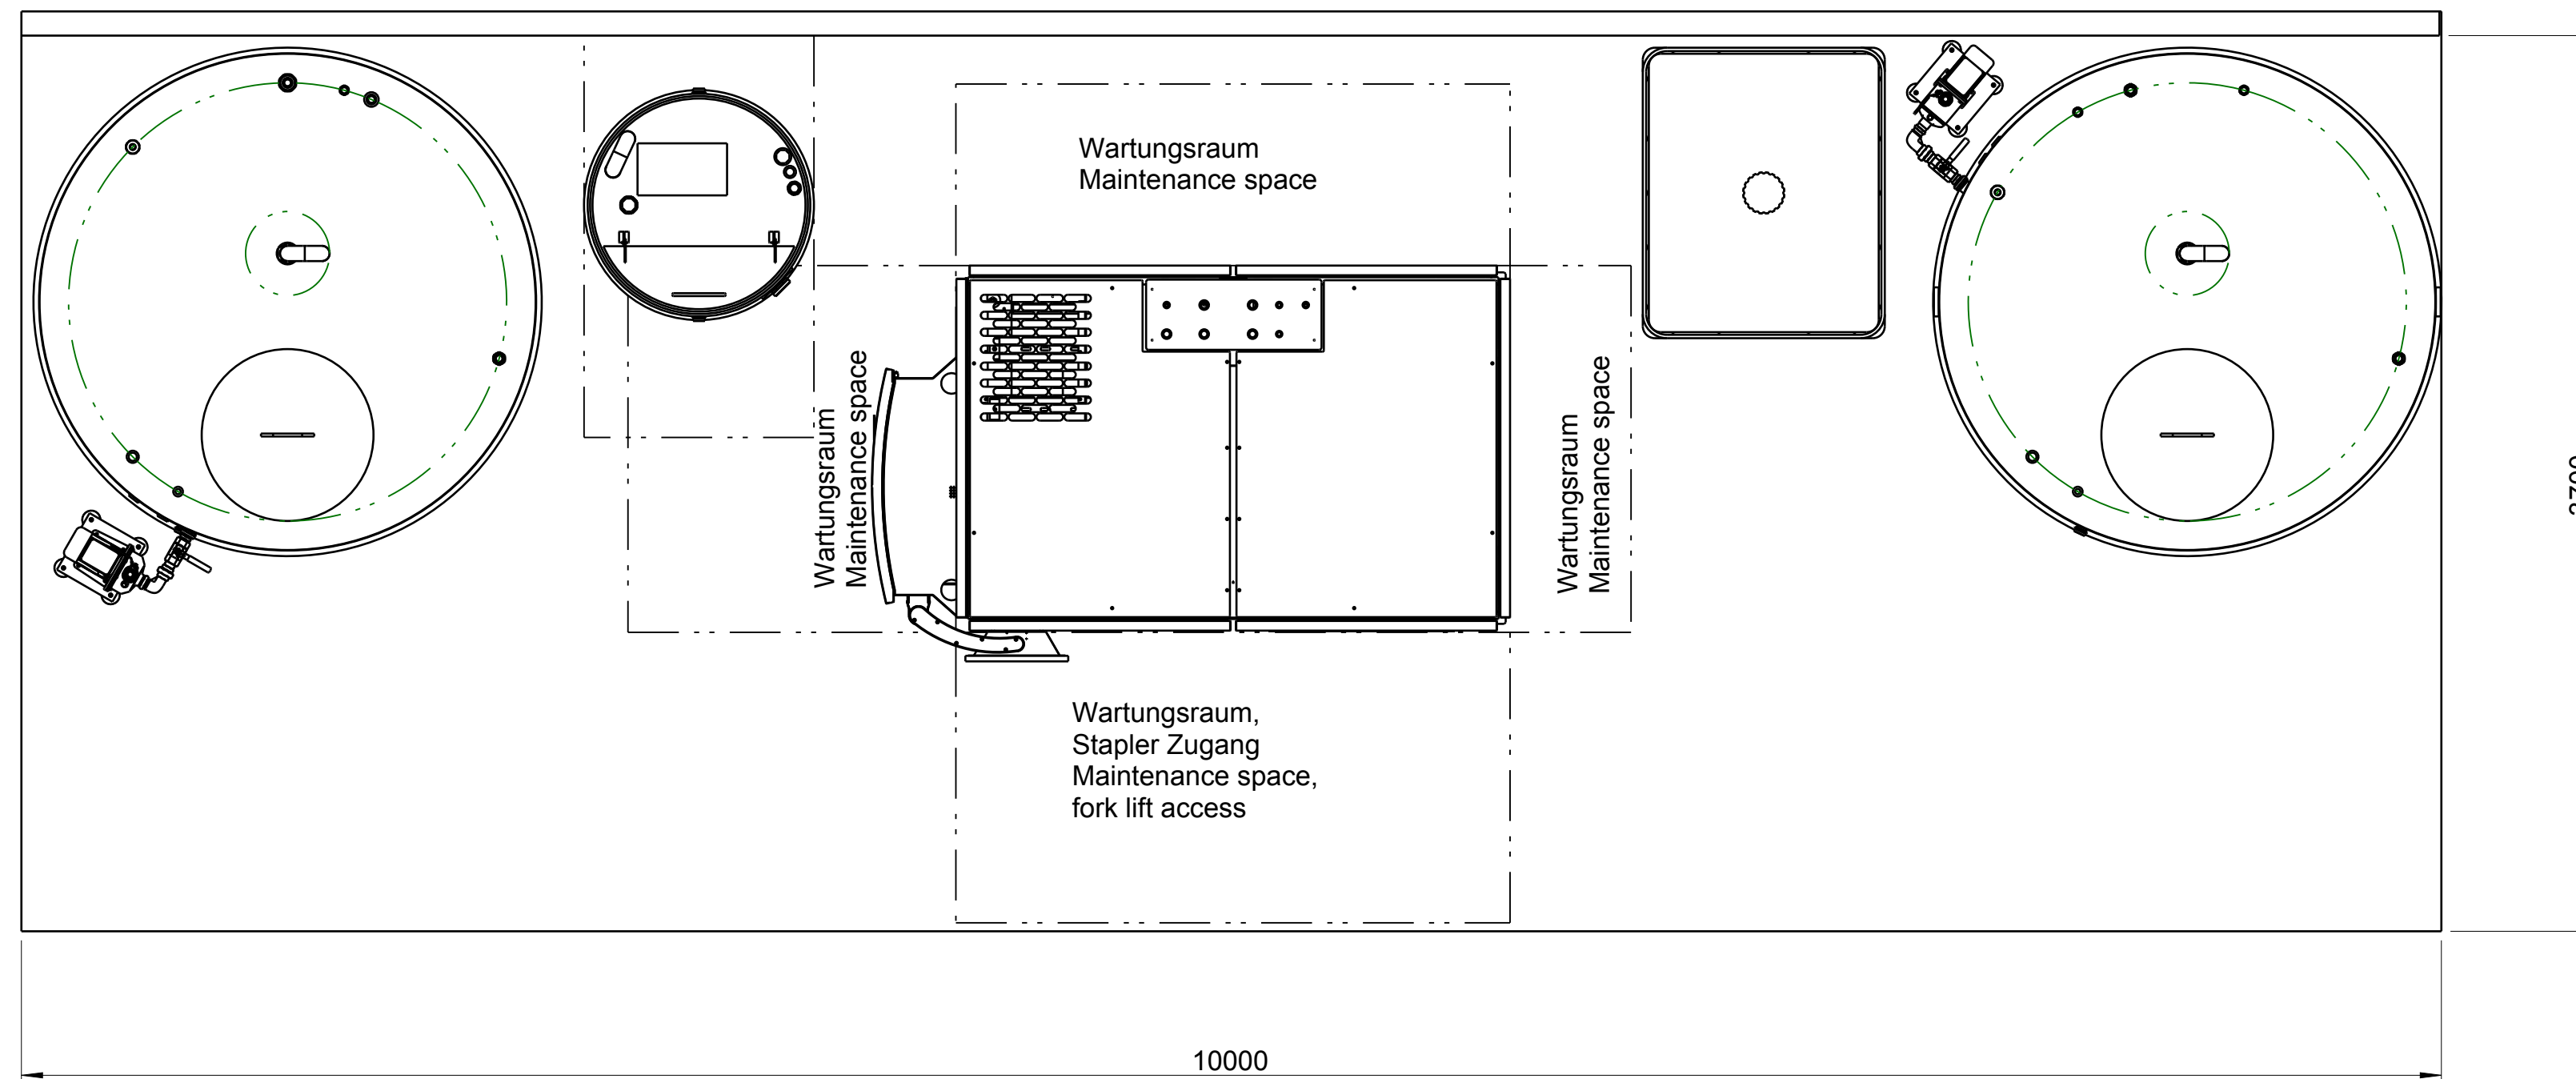 Wartungsraum
Maintenance space
Wartungsraum
Maintenance space
Wartungsraum
Maintenance space
Wartungsraum,
Stapler Zugang
Maintenance space,
fork lift access
10000